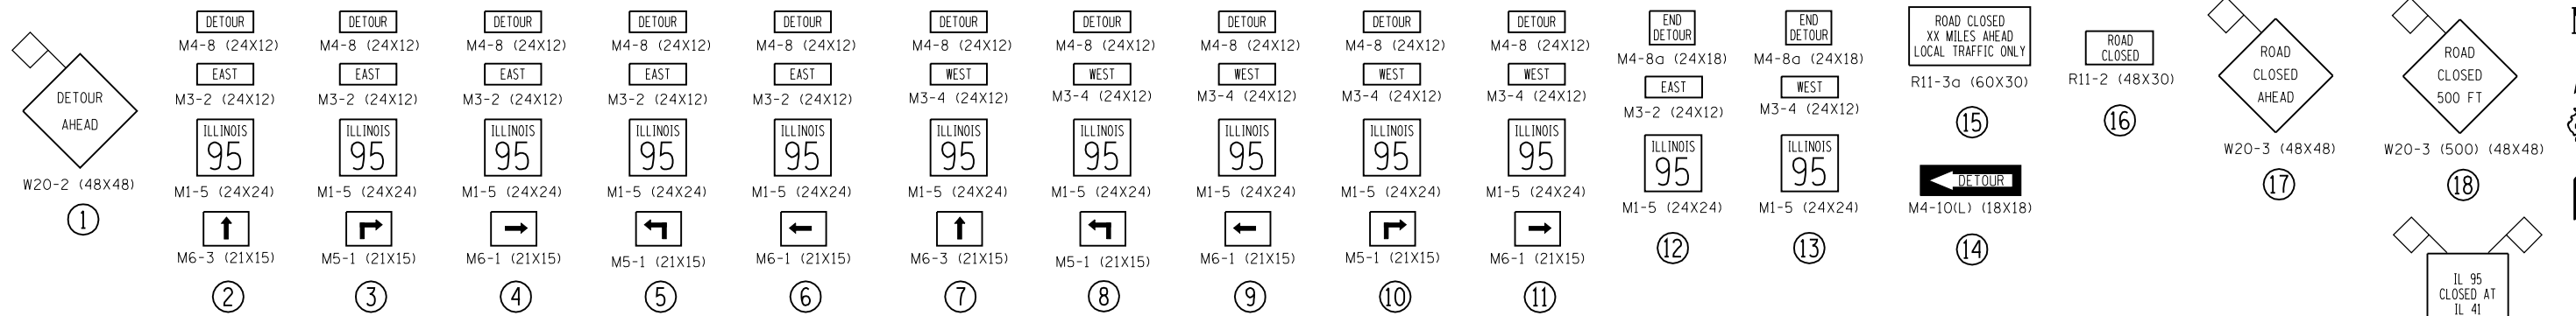 DETOUR
AHEAD
W20-2 (48X48)
1
DETOUR
M4-8 (24X12)
EAST
M3-2 (24X12)
ILLINOIS
95
M1-5 (24X24)
M6-3 (21X15)
2
DETOUR
M4-8 (24X12)
EAST
M3-2 (24X12)
ILLINOIS
95
M1-5 (24X24)
M5-1 (21X15)
3
DETOUR
M4-8 (24X12)
EAST
M3-2 (24X12)
ILLINOIS
95
M1-5 (24X24)
M6-1 (21X15)
4
DETOUR
M4-8 (24X12)
EAST
M3-2 (24X12)
ILLINOIS
95
M1-5 (24X24)
M5-1 (21X15)
5
DETOUR
M4-8 (24X12)
EAST
M3-2 (24X12)
ILLINOIS
95
M1-5 (24X24)
M6-1 (21X15)
6
DETOUR
M4-8 (24X12)
WEST
M3-4 (24X12)
ILLINOIS
95
M1-5 (24X24)
M6-3 (21X15)
7
DETOUR
M4-8 (24X12)
WEST
M3-4 (24X12)
ILLINOIS
95
M1-5 (24X24)
M5-1 (21X15)
8
DETOUR
M4-8 (24X12)
WEST
M3-4 (24X12)
ILLINOIS
95
M1-5 (24X24)
M6-1 (21X15)
9
DETOUR
M4-8 (24X12)
WEST
M3-4 (24X12)
ILLINOIS
95
M1-5 (24X24)
M5-1 (21X15)
10
DETOUR
M4-8 (24X12)
WEST
M3-4 (24X12)
ILLINOIS
95
M1-5 (24X24)
M6-1 (21X15)
11
END
DETOUR
M4-8a (24X18)
EAST
M3-2 (24X12)
ILLINOIS
95
M1-5 (24X24)
12
END
DETOUR
M4-8a (24X18)
WEST
M3-4 (24X12)
ILLINOIS
95
M1-5 (24X24)
13
ROAD CLOSED
XX MILES AHEAD
LOCAL TRAFFIC ONLY
R11-3a (60X30)
15
DETOUR
M4-10(L) (18X18)
14
ROAD
CLOSED
R11-2 (48X30)
16
ROAD
CLOSED
AHEAD
W20-3 (48X48)
17
ROAD
CLOSED
500 FT
W20-3 (500) (48X48)
18
IL 95
CLOSED AT
IL 41